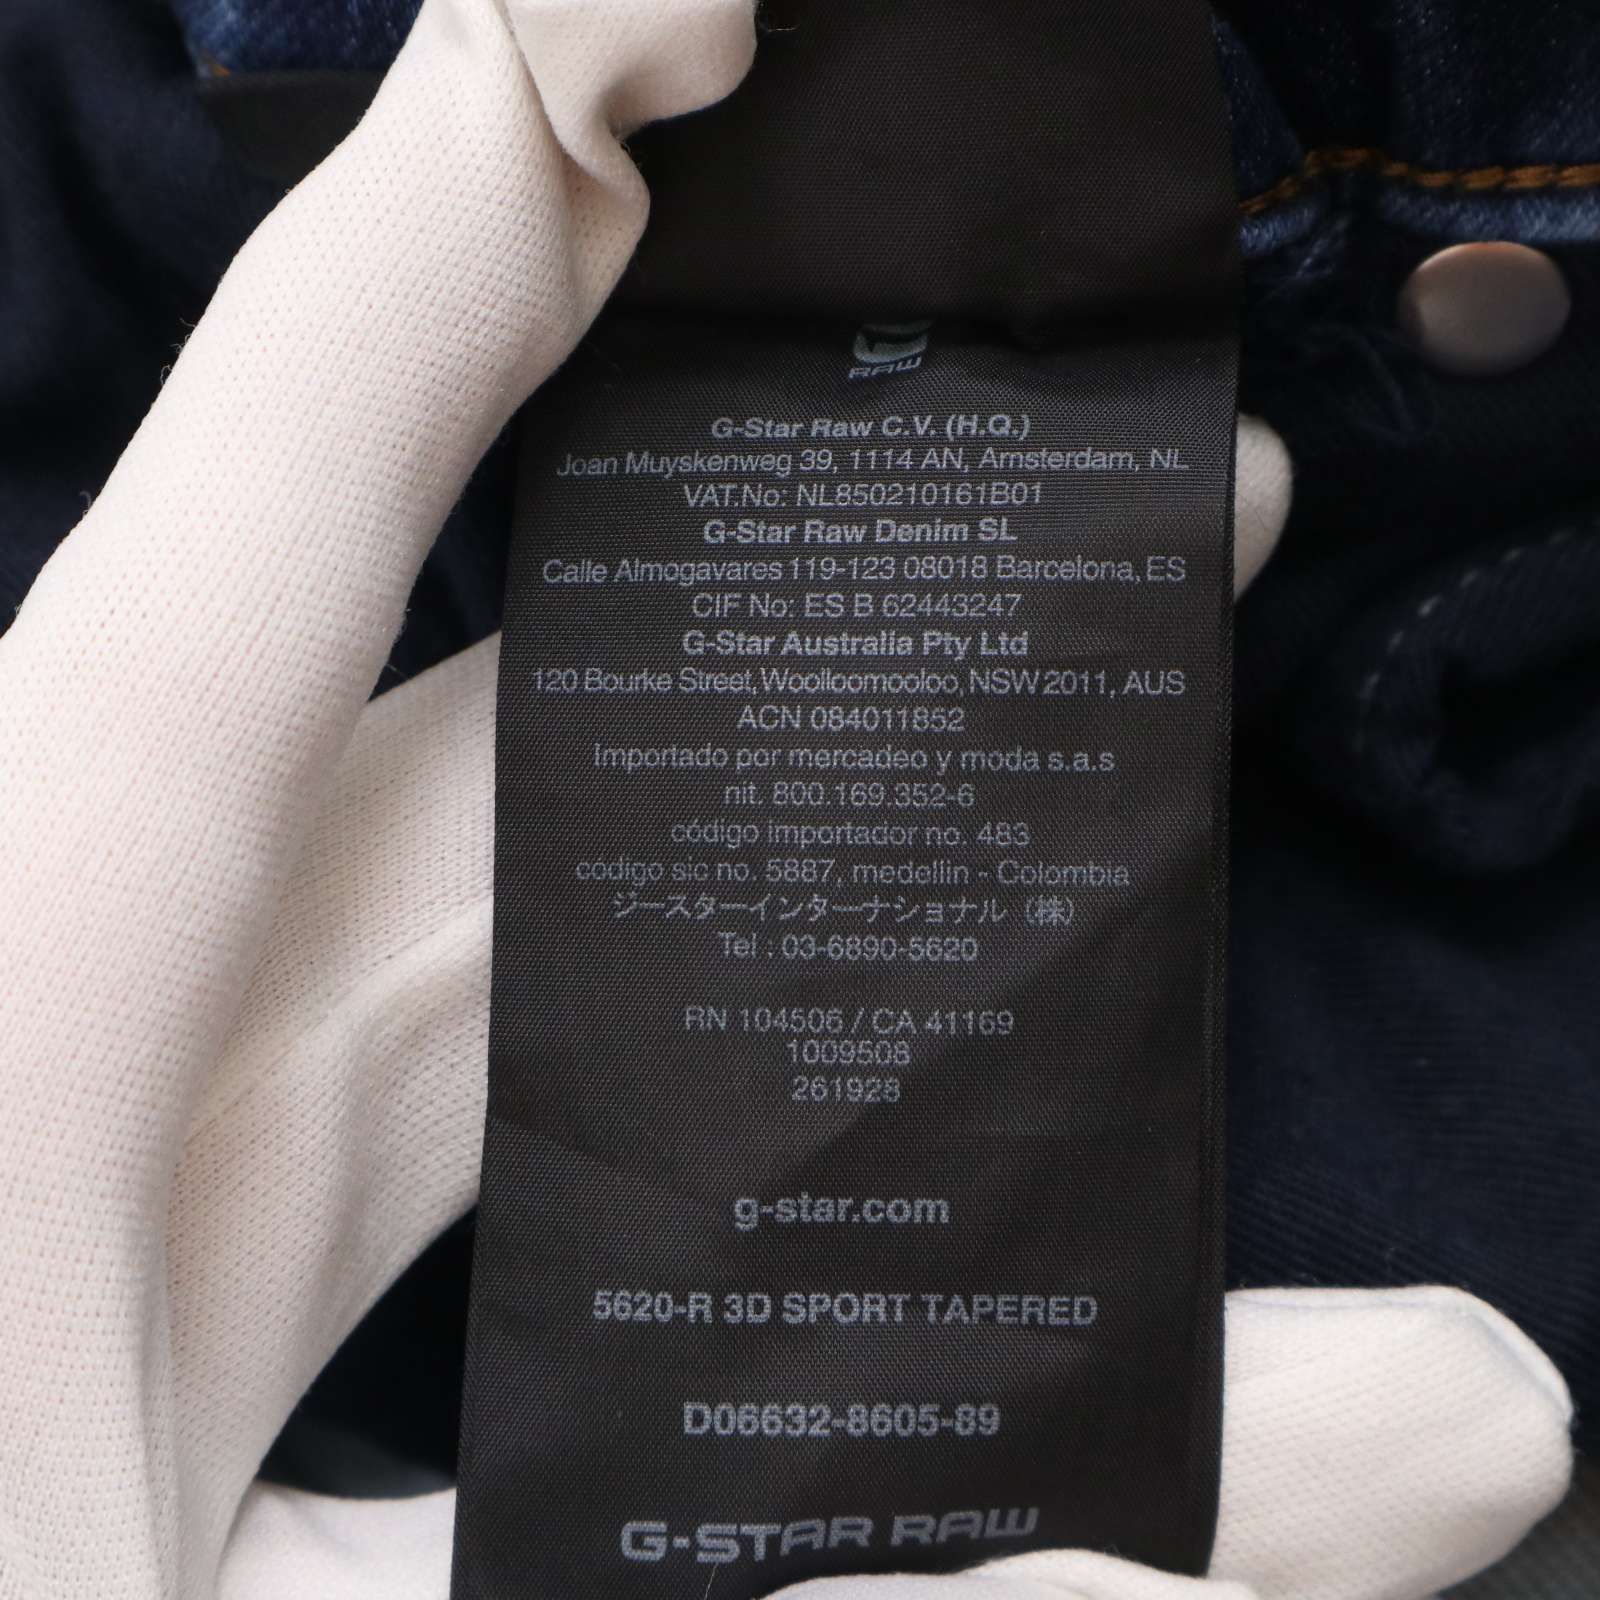 RAW
G-Star Raw C.V. (H.Q.)
Joan Muyskenweg 39, 1114 AN, Amsterdam, NL
VAT.No: NL850210161B01
G-Star Raw Denim SL
Calle Almogavares 119-123 08018 Barcelona, ES
CIF No: ES B 62443247
G-Star Australia Pty Ltd
120 Bourke Street, Woolloomooloo, NSW 2011, AUS
ACN 084011852
Importado por mercadeo y moda s.a.s
nit. 800.169.352-6
código importador no. 483
codigo sic no. 5887, medellin - Colombia
ジースターインターナショナル（株）
Tel : 03-6890-5620
RN 104506 / CA 41169
1009508
261928
g-star.com
5620-R 3D SPORT TAPERED
D06632-8605-89
G-STAR RAW